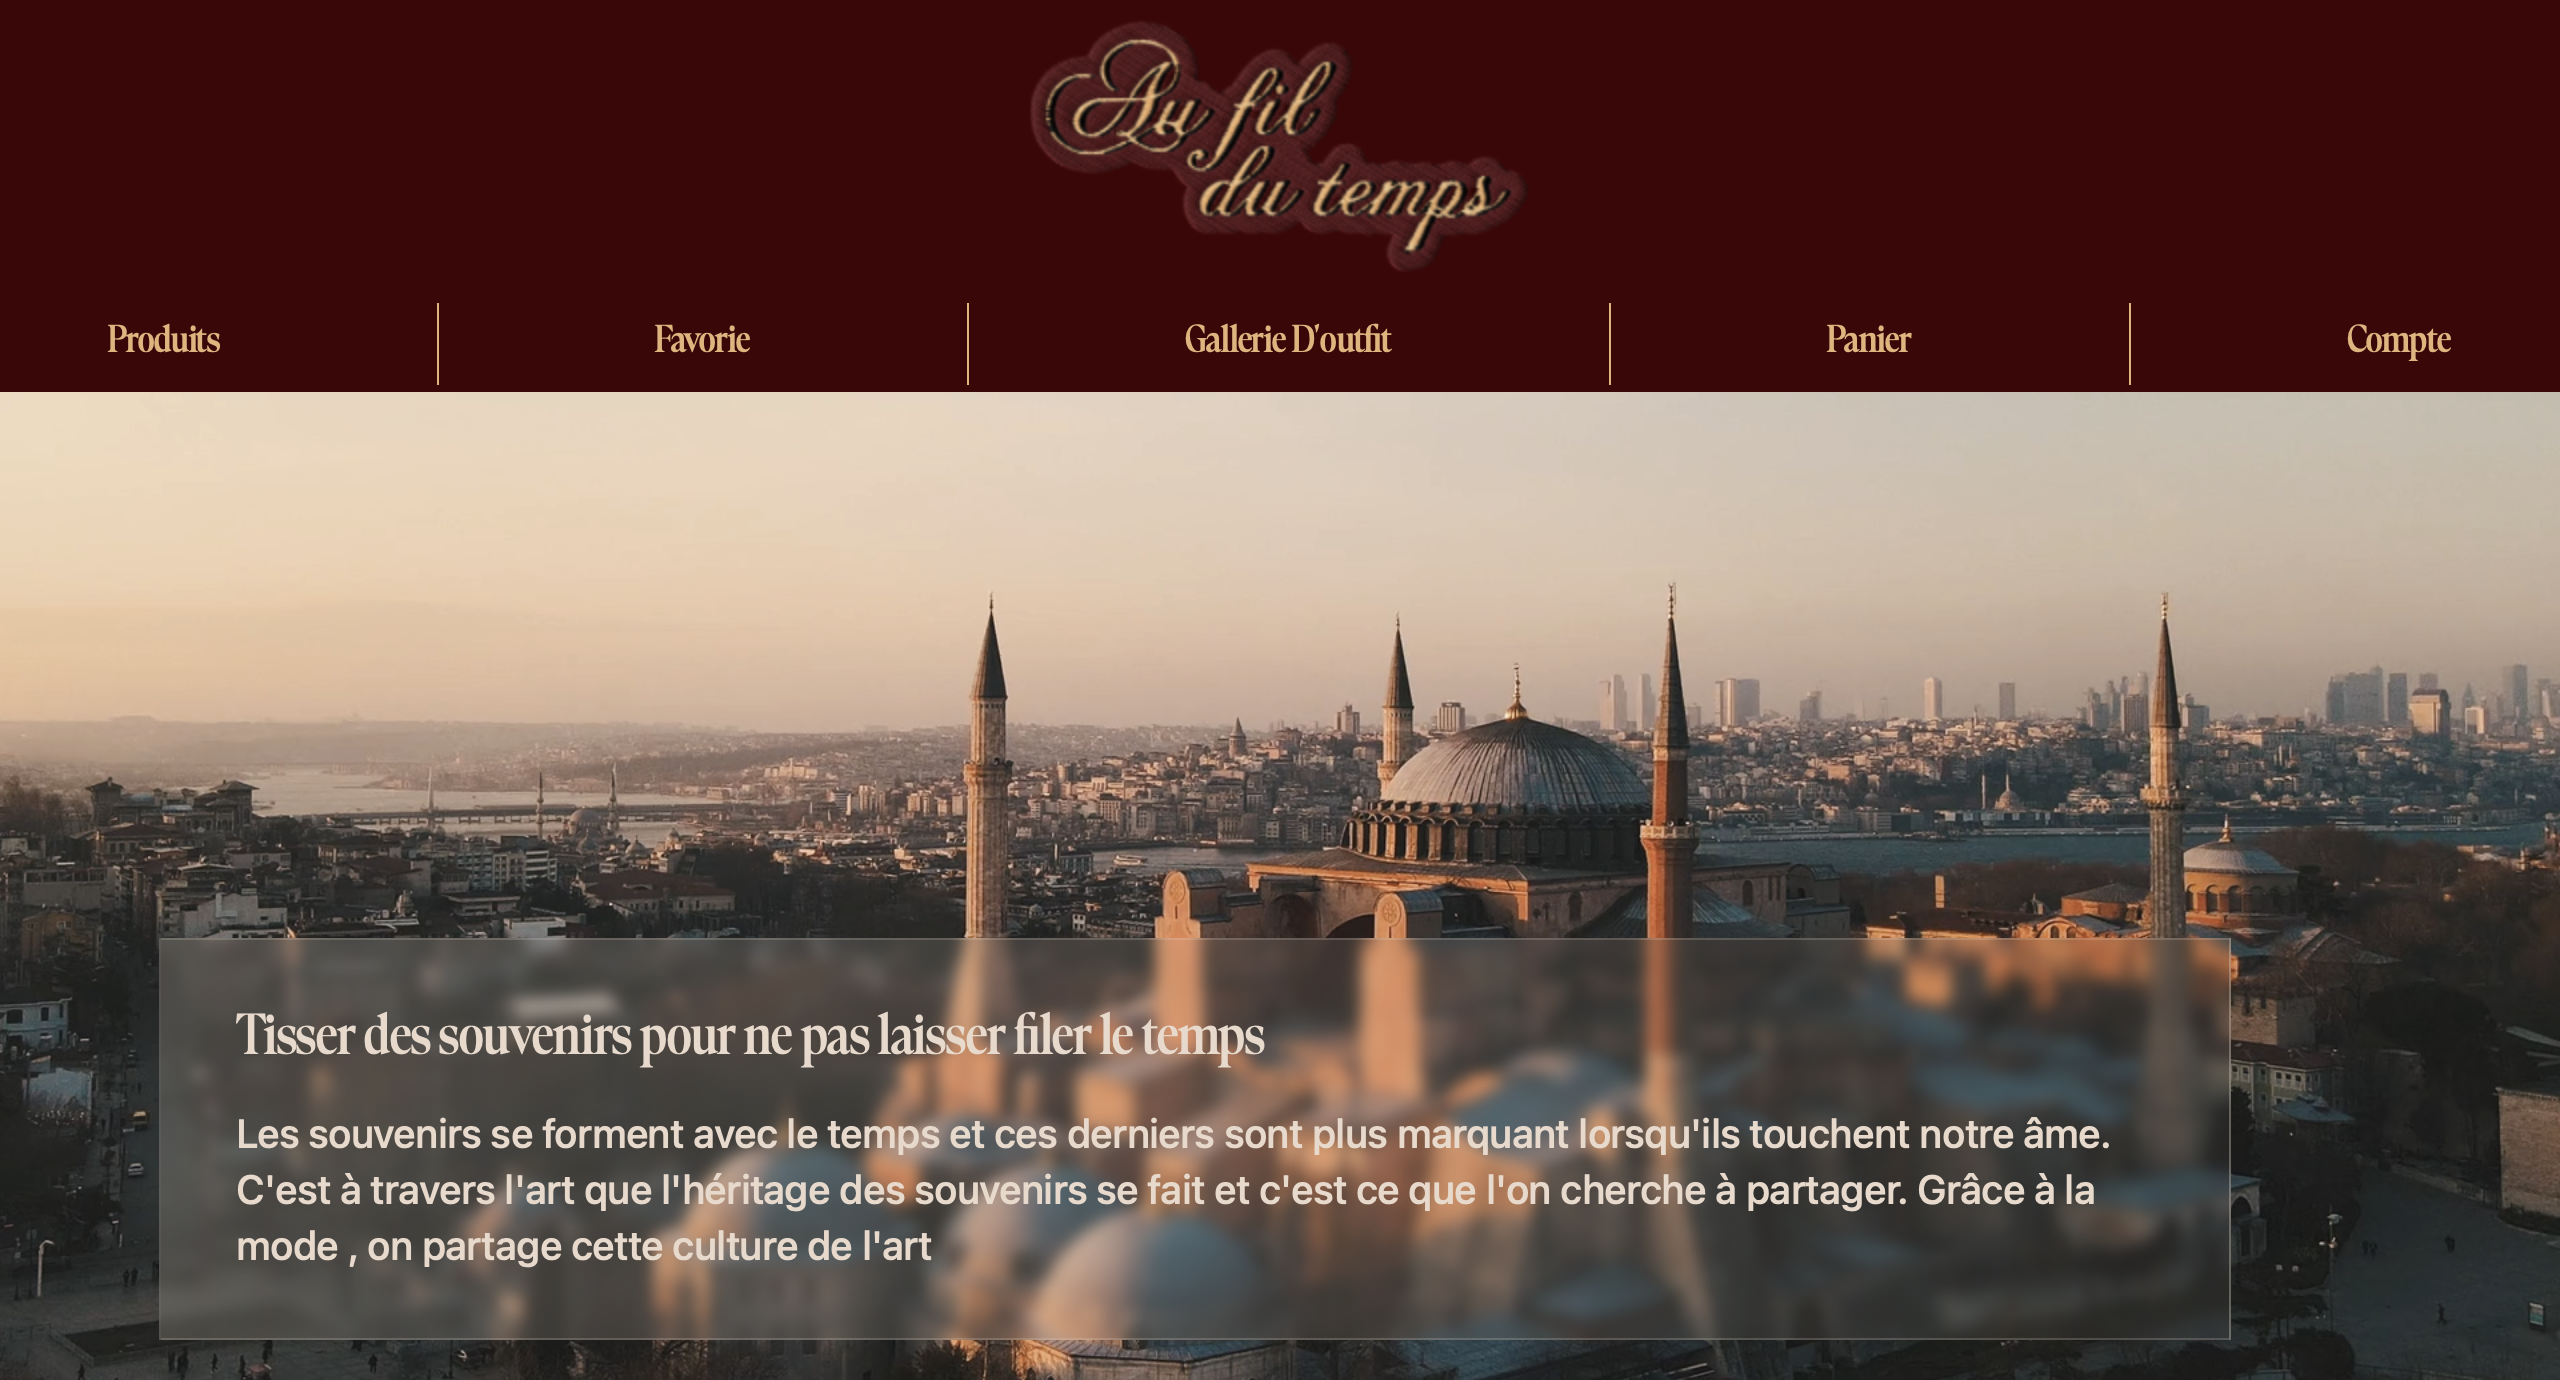 Au fil
du temps
Produits
Favorie
Gallerie D'outfit
Panier
Compte
Tisser des souvenirs pour ne pas laisser filer le temps
Les souvenirs se forment avec le temps et ces derniers sont plus marquant lorsqu'ils touchent notre âme.
C'est à travers l'art que l'héritage des souvenirs se fait et c'est ce que l'on cherche à partager. Grâce à la
mode , on partage cette culture de l'art